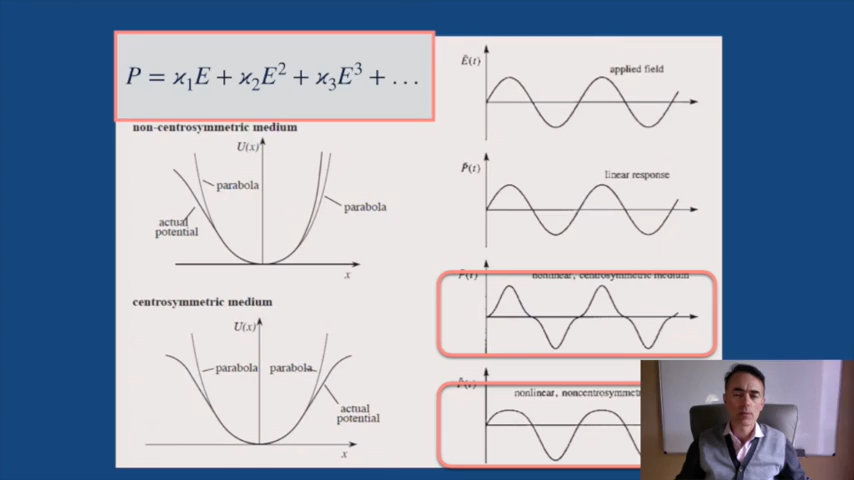 P = ϰ₁E + ϰ₂E² + ϰ₃E³ + …
non-centrosymmetric medium
U(x)
parabola
parabola
actual
potential
x
centrosymmetric medium
U(x)
parabola
parabola
actual
potential
x
Ẽ(t)
applied field
P̃(t)
linear response
P̃(t)
nonlinear, centrosymmetric medium
nonlinear, noncentrosymmetri